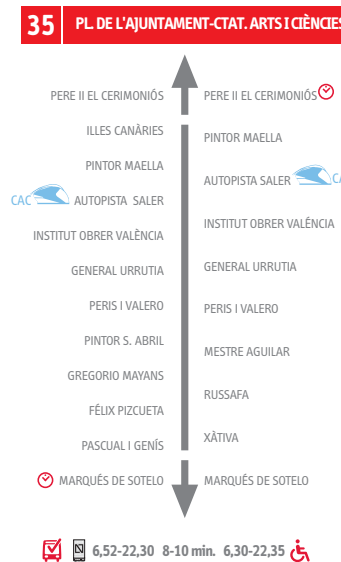 35 PL. DE L'AJUNTAMENT-CTAT. ARTS I CIÈNCIES
PERE II EL CERIMONIÓS
ILLES CANÀRIES
PINTOR MAELLA
CAC AUTOPISTA SALER
INSTITUT OBRER VALÈNCIA
GENERAL URRUTIA
PERIS I VALERO
PINTOR S. ABRIL
GREGORIO MAYANS
FÉLIX PIZCUETA
PASCUAL I GENÍS
MARQUÉS DE SOTELO
PERE II EL CERIMONIÓS
PINTOR MAELLA
AUTOPISTA SALER CA
INSTITUT OBRER VALÉNCIA
GENERAL URRUTIA
PERIS I VALERO
MESTRE AGUILAR
RUSSAFA
XÀTIVA
MARQUÉS DE SOTELO
6,52-22,30 8-10 min. 6,30-22,35